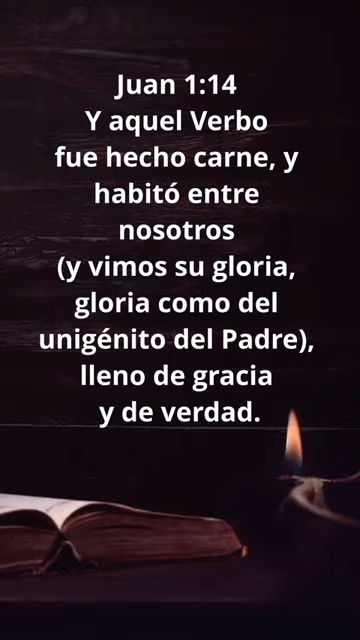 Juan 1:14
Y aquel Verbo
fue hecho carne, y
habitó entre
nosotros
(y vimos su gloria,
gloria como del
unigénito del Padre),
lleno de gracia
y de verdad.